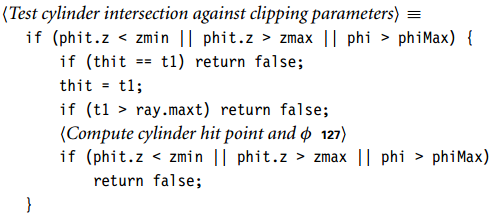 ⟨Test cylinder intersection against clipping parameters⟩ ≡
if (phit.z < zmin || phit.z > zmax || phi > phiMax) {
if (thit == t1) return false;
thit = t1;
if (t1 > ray.maxt) return false;
⟨Compute cylinder hit point and ϕ 127⟩
if (phit.z < zmin || phit.z > zmax || phi > phiMax)
return false;
}